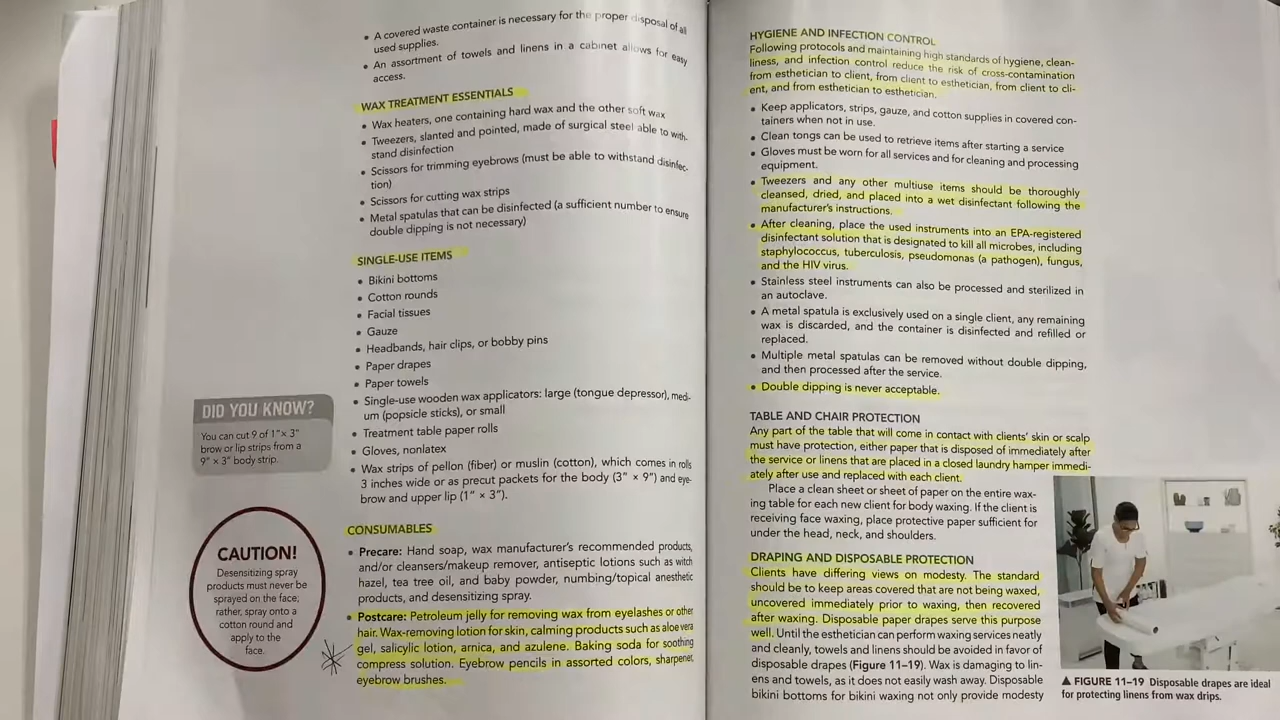 • A covered waste container is necessary for the proper disposal of all
used supplies.
• An assortment of towels and linens in a cabinet allows for easy
access.
WAX TREATMENT ESSENTIALS
• Wax heaters, one containing hard wax and the other soft wax
• Tweezers, slanted and pointed, made of surgical steel able to with-
stand disinfection
• Scissors for trimming eyebrows (must be able to withstand disinfec-
tion)
• Scissors for cutting wax strips
• Metal spatulas that can be disinfected (a sufficient number to ensure
double dipping is not necessary)
SINGLE-USE ITEMS
• Bikini bottoms
• Cotton rounds
• Facial tissues
• Gauze
• Headbands, hair clips, or bobby pins
• Paper drapes
• Paper towels
• Single-use wooden wax applicators: large (tongue depressor), med-
um (popsicle sticks), or small
• Treatment table paper rolls
• Gloves, nonlatex
• Wax strips of pellon (fiber) or muslin (cotton), which comes in rolls
3 inches wide or as precut packets for the body (3" × 9") and eye-
brow and upper lip (1" × 3").
CONSUMABLES
• Precare: Hand soap, wax manufacturer's recommended products,
and/or cleansers/makeup remover, antiseptic lotions such as witch
hazel, tea tree oil, and baby powder, numbing/topical anesthetic
products, and desensitizing spray.
• Postcare: Petroleum jelly for removing wax from eyelashes or other
hair. Wax-removing lotion for skin, calming products such as aloe vera
gel, salicylic lotion, arnica, and azulene. Baking soda for soothing
compress solution. Eyebrow pencils in assorted colors, sharpener,
eyebrow brushes.
DID YOU KNOW?
You can cut 9 of 1"× 3"
brow or lip strips from a
9" × 3" body strip.
CAUTION!
Desensitizing spray
products must never be
sprayed on the face;
rather, spray onto a
cotton round and
apply to the
face.
HYGIENE AND INFECTION CONTROL
Following protocols and maintaining high standards of hygiene, clean-
liness, and infection control reduce the risk of cross-contamination
from esthetician to client, from client to esthetician, from client to cli-
ent, and from esthetician to esthetician.
• Keep applicators, strips, gauze, and cotton supplies in covered con-
tainers when not in use.
• Clean tongs can be used to retrieve items after starting a service
• Gloves must be worn for all services and for cleaning and processing
equipment.
• Tweezers and any other multiuse items should be thoroughly
cleansed, dried, and placed into a wet disinfectant following the
manufacturer's instructions.
• After cleaning, place the used instruments into an EPA-registered
disinfectant solution that is designated to kill all microbes, including
staphylococcus, tuberculosis, pseudomonas (a pathogen), fungus,
and the HIV virus.
• Stainless steel instruments can also be processed and sterilized in
an autoclave.
• A metal spatula is exclusively used on a single client, any remaining
wax is discarded, and the container is disinfected and refilled or
replaced.
• Multiple metal spatulas can be removed without double dipping,
and then processed after the service.
• Double dipping is never acceptable.
TABLE AND CHAIR PROTECTION
Any part of the table that will come in contact with clients' skin or scalp
must have protection, either paper that is disposed of immediately after
the service or linens that are placed in a closed laundry hamper immedi-
ately after use and replaced with each client.
Place a clean sheet or sheet of paper on the entire wax-
ing table for each new client for body waxing. If the client is
receiving face waxing, place protective paper sufficient for
under the head, neck, and shoulders.
DRAPING AND DISPOSABLE PROTECTION
Clients have differing views on modesty. The standard
should be to keep areas covered that are not being waxed,
uncovered immediately prior to waxing, then recovered
after waxing. Disposable paper drapes serve this purpose
well. Until the esthetician can perform waxing services neatly
and cleanly, towels and linens should be avoided in favor of
disposable drapes (Figure 11–19). Wax is damaging to lin-
ens and towels, as it does not easily wash away. Disposable
bikini bottoms for bikini waxing not only provide modesty
▲ FIGURE 11–19 Disposable drapes are ideal
for protecting linens from wax drips.